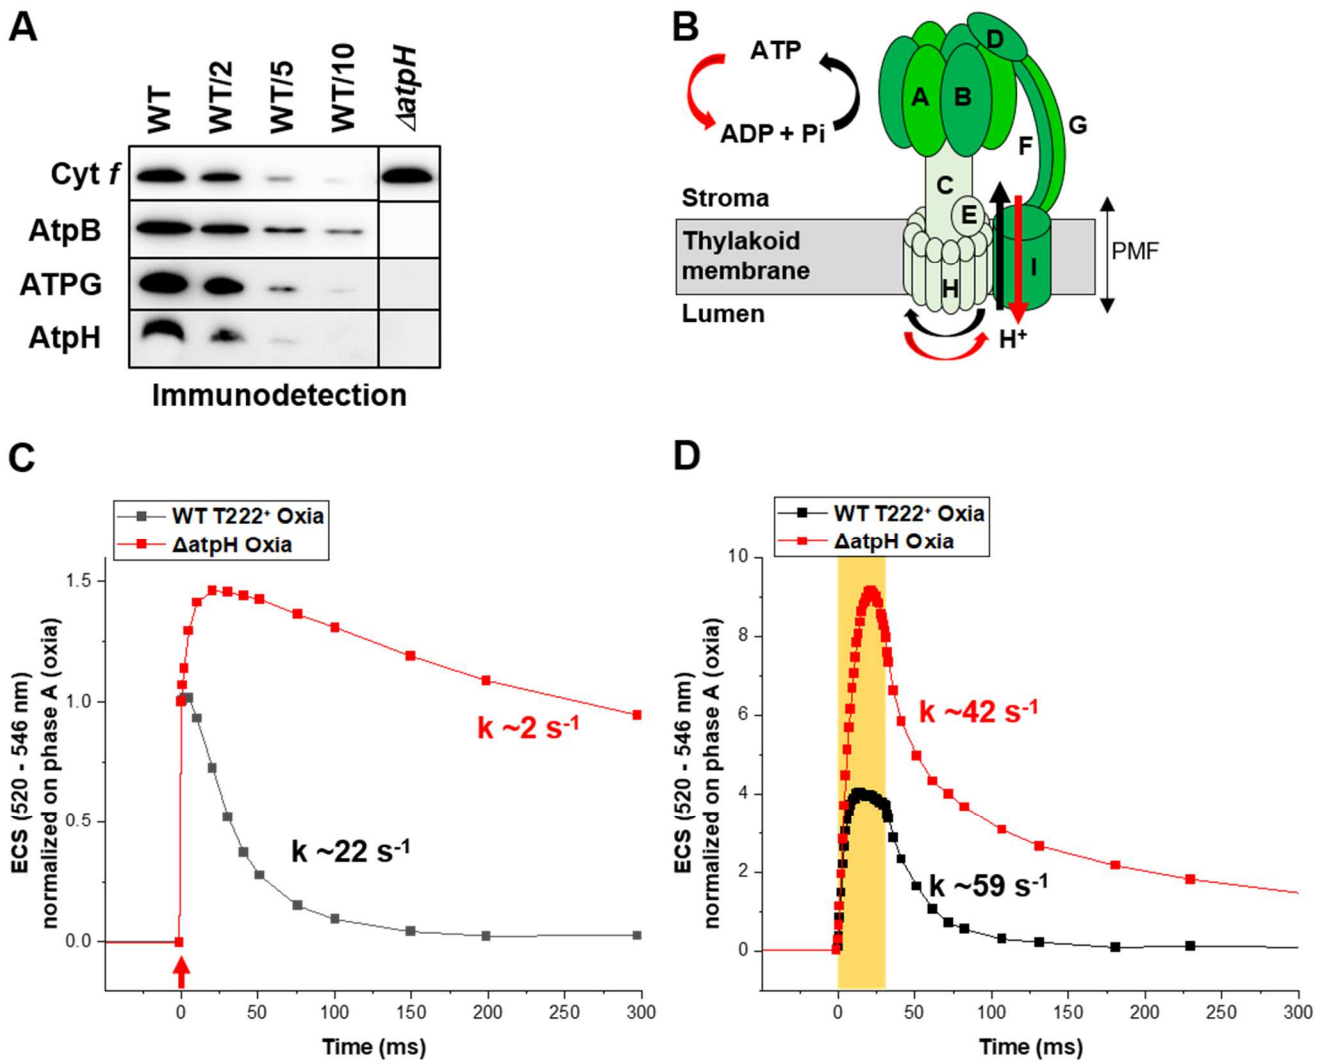 A
WT
WT/2
WT/5
WT/10
ΔatpH
Cyt f
AtpB
ATPG
AtpH
Immunodetection
B
ATP
ADP + Pi
A
B
D
G
F
C
E
Stroma
Thylakoid
membrane
Lumen
H
I
H⁺
PMF
C
WT T222⁺ Oxia
ΔatpH Oxia
ECS (520 - 546 nm)
normalized on phase A (oxia)
1.5
1.0
0.5
0.0
k ~2 s⁻¹
k ~22 s⁻¹
0
50
100
150
200
250
300
Time (ms)
D
WT T222⁺ Oxia
ΔatpH Oxia
ECS (520 - 546 nm)
normalized on phase A (oxia)
10
8
6
4
2
0
k ~42 s⁻¹
k ~59 s⁻¹
0
50
100
150
200
250
300
Time (ms)